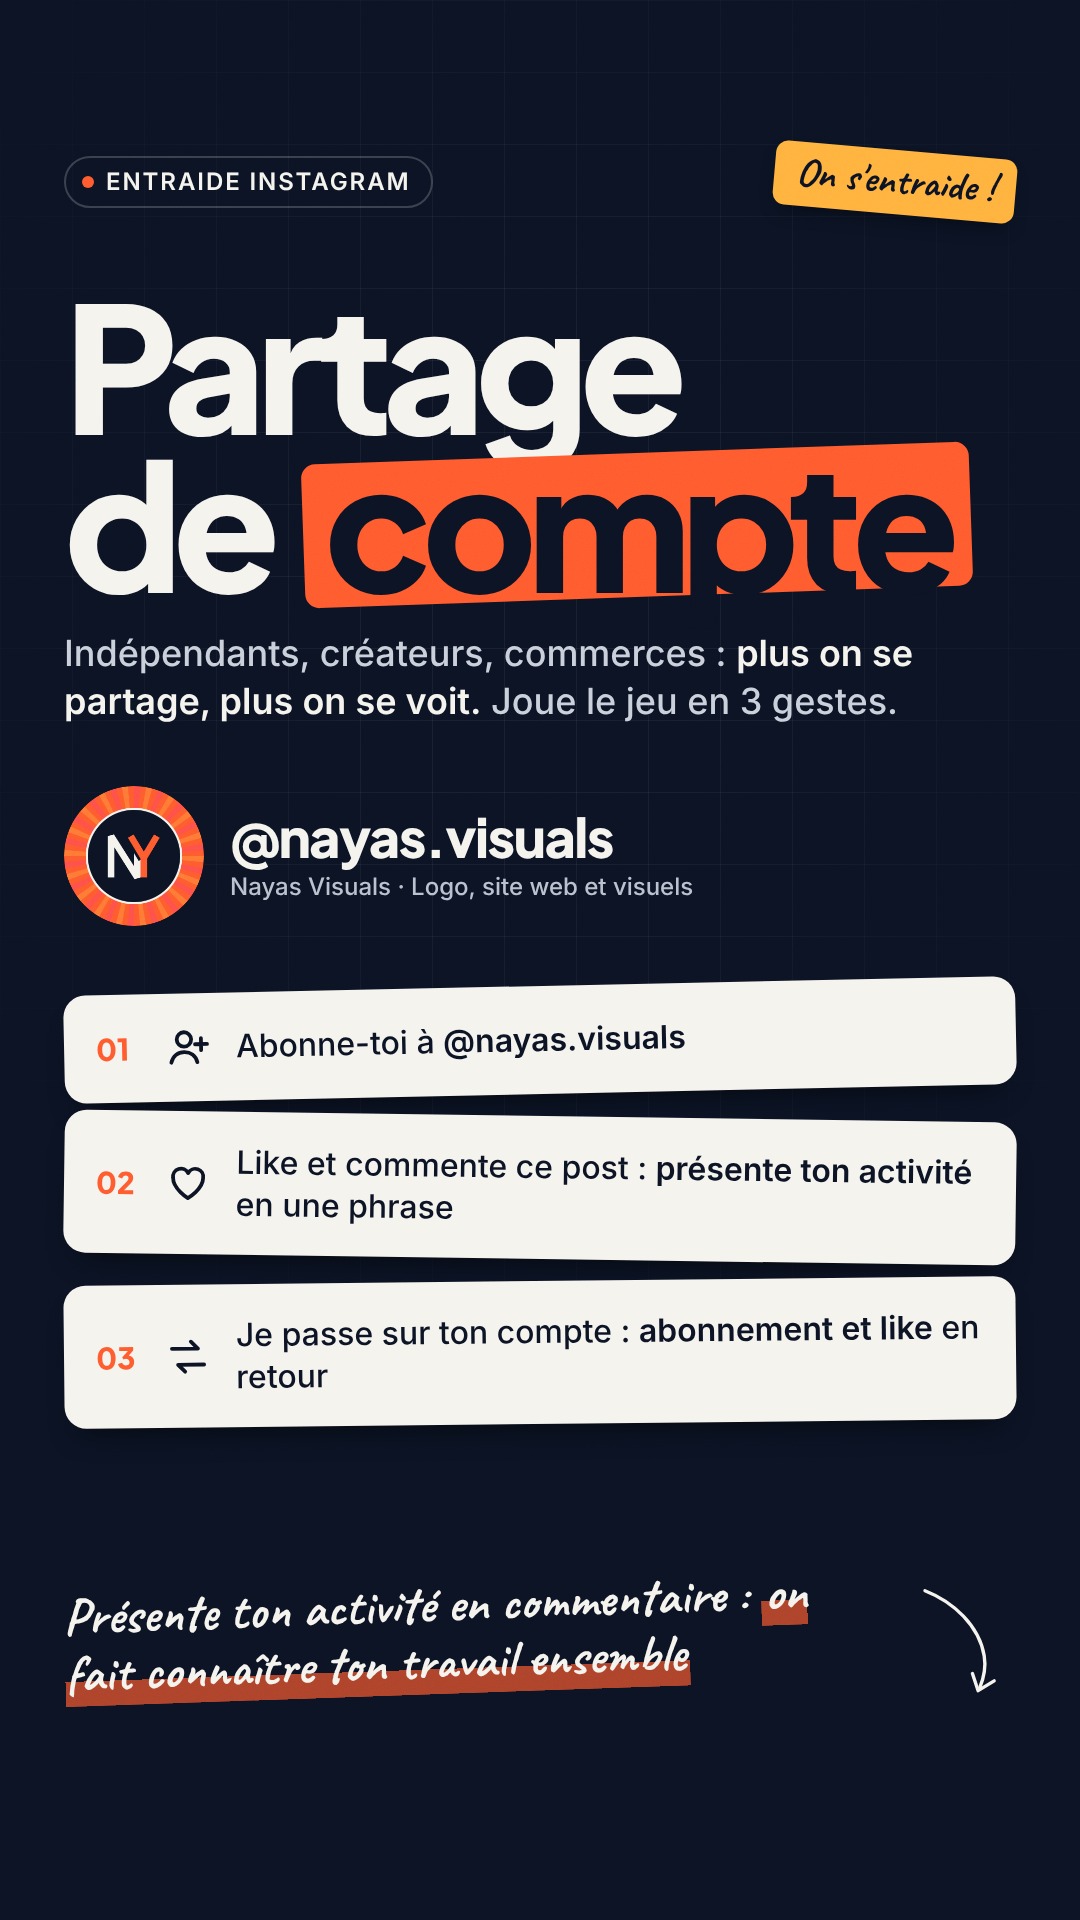 ENTRAIDE INSTAGRAM
On s'entraide !
Partage
de compte
Indépendants, créateurs, commerces : plus on se
partage, plus on se voit. Joue le jeu en 3 gestes.
NY
@nayas.visuals
Nayas Visuals · Logo, site web et visuels
01 Abonne-toi à @nayas.visuals
02 Like et commente ce post : présente ton activité
en une phrase
03 Je passe sur ton compte : abonnement et like en
retour
Présente ton activité en commentaire : on
fait connaître ton travail ensemble